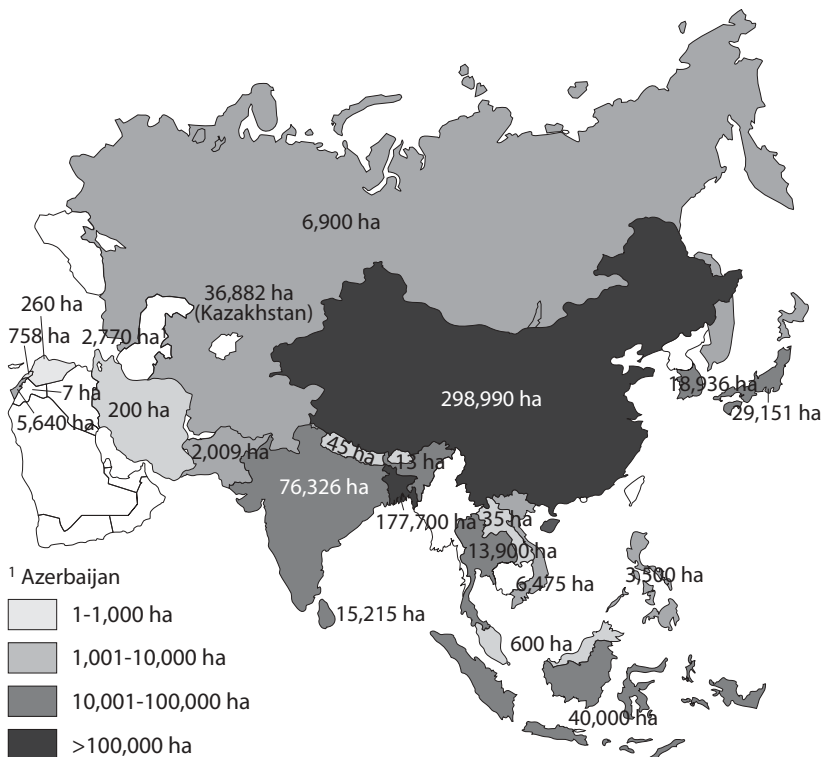 6,900 ha
36,882 ha
(Kazakhstan)
260 ha
758 ha
2,770 ha¹
7 ha
5,640 ha
200 ha
298,990 ha
18,936 ha
29,151 ha
2,009 ha
45 ha
13 ha
76,326 ha
177,700 ha
35 ha
13,900 ha
6,475 ha
3,500 ha
15,215 ha
600 ha
40,000 ha
¹ Azerbaijan
1-1,000 ha
1,001-10,000 ha
10,001-100,000 ha
>100,000 ha